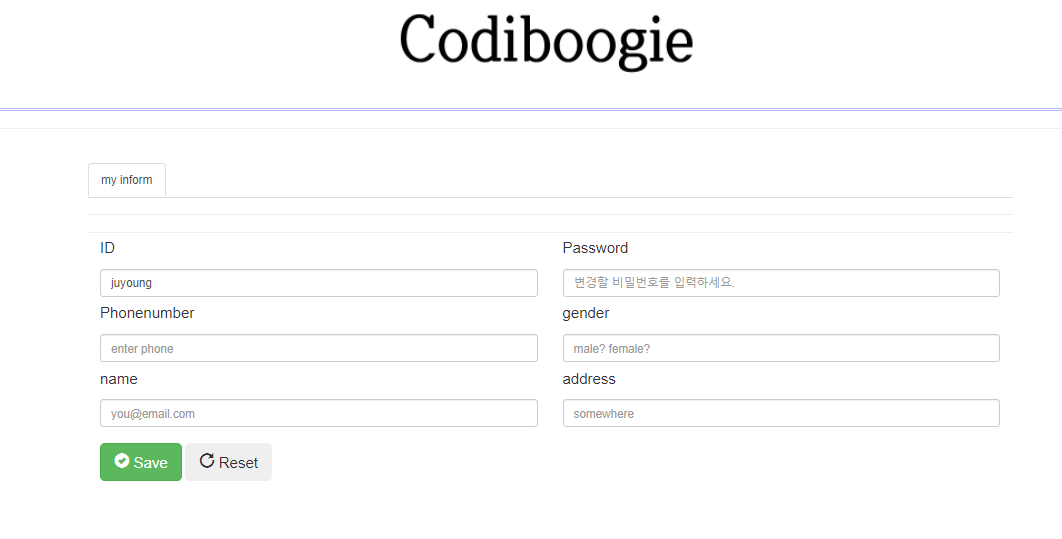 Codiboogie
my inform
ID
Password
juyoung
변경할 비밀번호를 입력하세요.
Phonenumber
gender
enter phone
male? female?
name
address
you@email.com
somewhere
Save
Reset